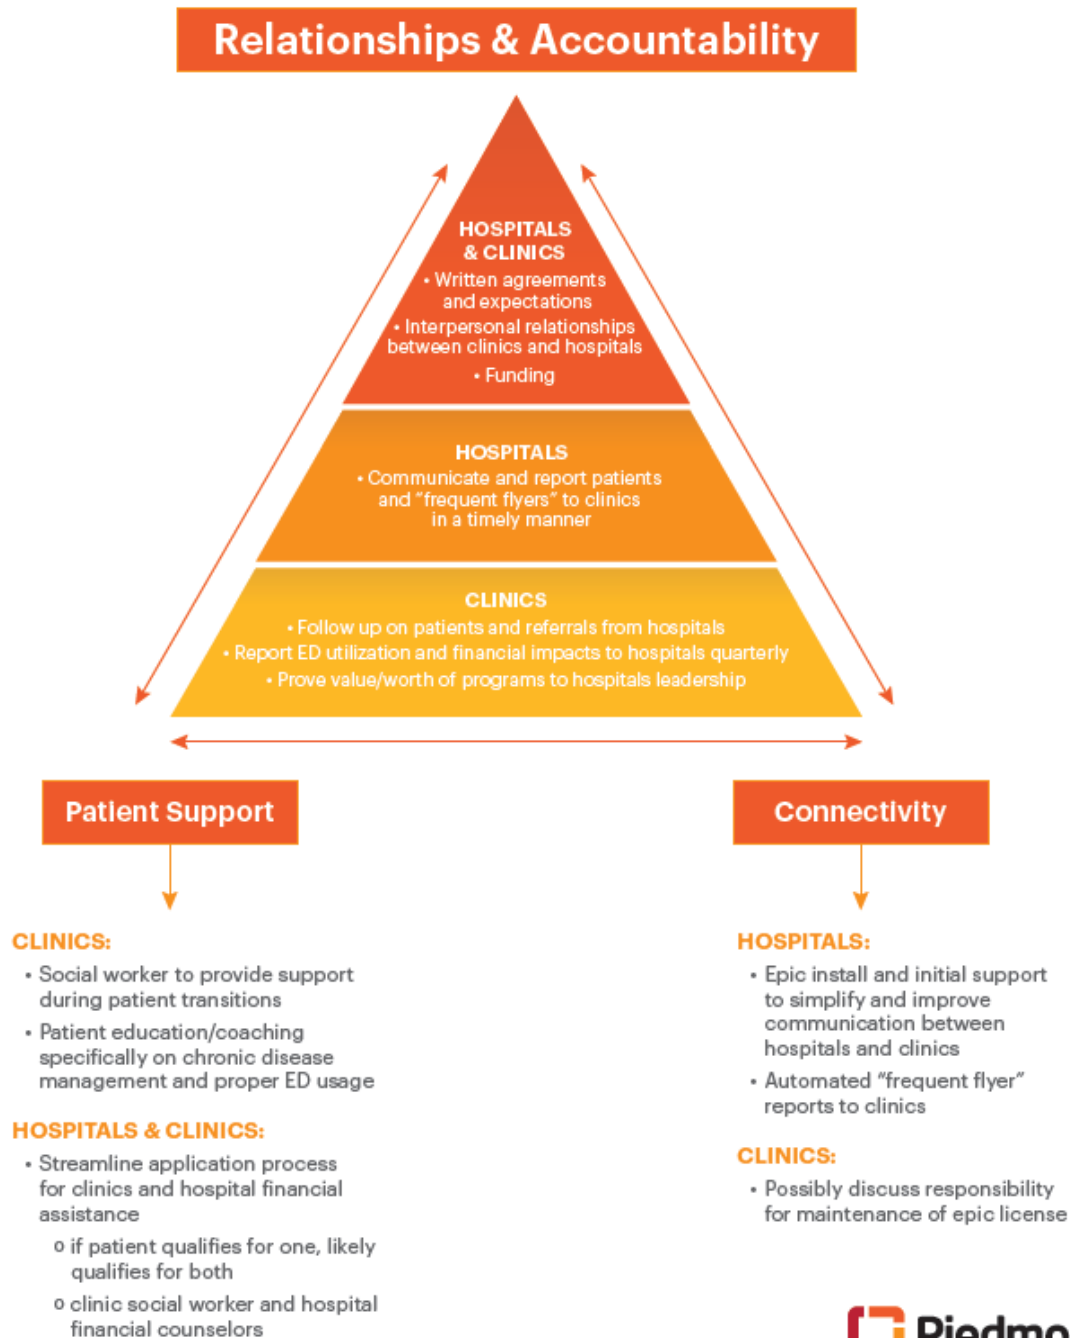 Relationships & Accountability
HOSPITALS
& CLINICS
• Written agreements
and expectations
• Interpersonal relationships
between clinics and hospitals
• Funding
HOSPITALS
• Communicate and report patients
and “frequent flyers” to clinics
in a timely manner
CLINICS
• Follow up on patients and referrals from hospitals
• Report ED utilization and financial impacts to hospitals quarterly
• Prove value/worth of programs to hospitals leadership
Patient Support
CLINICS:
• Social worker to provide support
during patient transitions
• Patient education/coaching
specifically on chronic disease
management and proper ED usage
HOSPITALS & CLINICS:
• Streamline application process
for clinics and hospital financial
assistance
o if patient qualifies for one, likely
qualifies for both
o clinic social worker and hospital
financial counselors
Connectivity
HOSPITALS:
• Epic install and initial support
to simplify and improve
communication between
hospitals and clinics
• Automated “frequent flyer”
reports to clinics
CLINICS:
• Possibly discuss responsibility
for maintenance of epic license